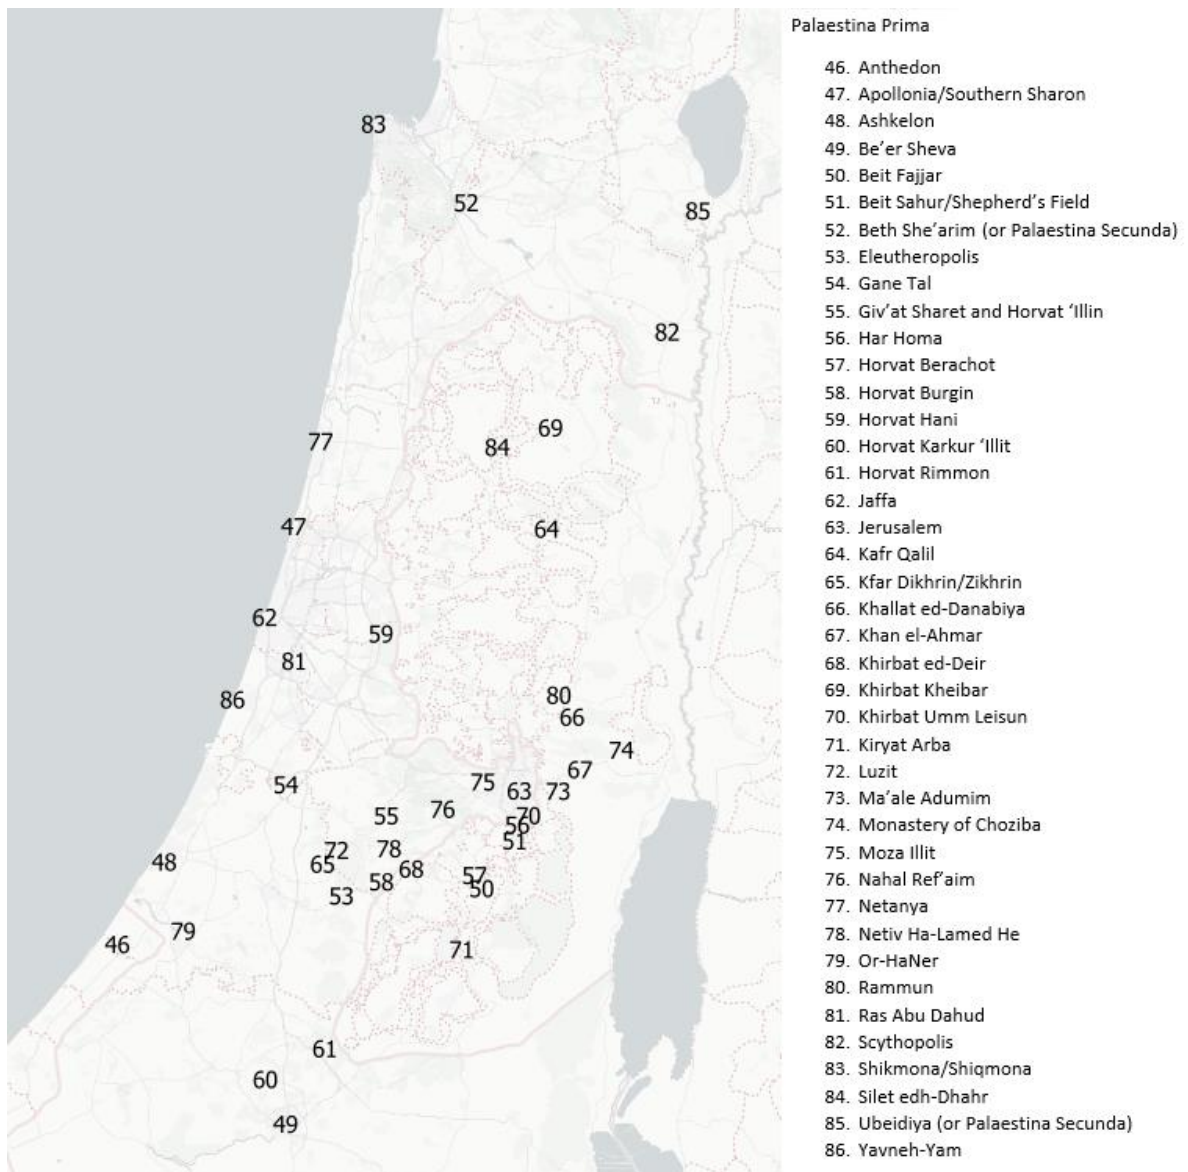 Palaestina Prima
46. Anthedon
47. Apollonia/Southern Sharon
48. Ashkelon
49. Be’er Sheva
50. Beit Fajjar
51. Beit Sahur/Shepherd’s Field
52. Beth She’arim (or Palaestina Secunda)
53. Eleutheropolis
54. Gane Tal
55. Giv’at Sharet and Horvat ‘Illin
56. Har Homa
57. Horvat Berachot
58. Horvat Burgin
59. Horvat Hani
60. Horvat Karkur ‘Illit
61. Horvat Rimmon
62. Jaffa
63. Jerusalem
64. Kafr Qalil
65. Kfar Dikhrin/Zikhrin
66. Khallat ed-Danabiya
67. Khan el-Ahmar
68. Khirbat ed-Deir
69. Khirbat Kheibar
70. Khirbat Umm Leisun
71. Kiryat Arba
72. Luzit
73. Ma’ale Adumim
74. Monastery of Choziba
75. Moza Illit
76. Nahal Ref’aim
77. Netanya
78. Netiv Ha-Lamed He
79. Or-HaNer
80. Rammun
81. Ras Abu Dahud
82. Scythopolis
83. Shikmona/Shiqmona
84. Silet edh-Dhahr
85. Ubeidiya (or Palaestina Secunda)
86. Yavneh-Yam
83
52
85
82
69
84
77
47
64
62
59
81
80
86
66
74
67
75
54
63
73
76
55
70
56
51
72
78
48
65
68
57
58
50
53
79
46
71
61
60
49